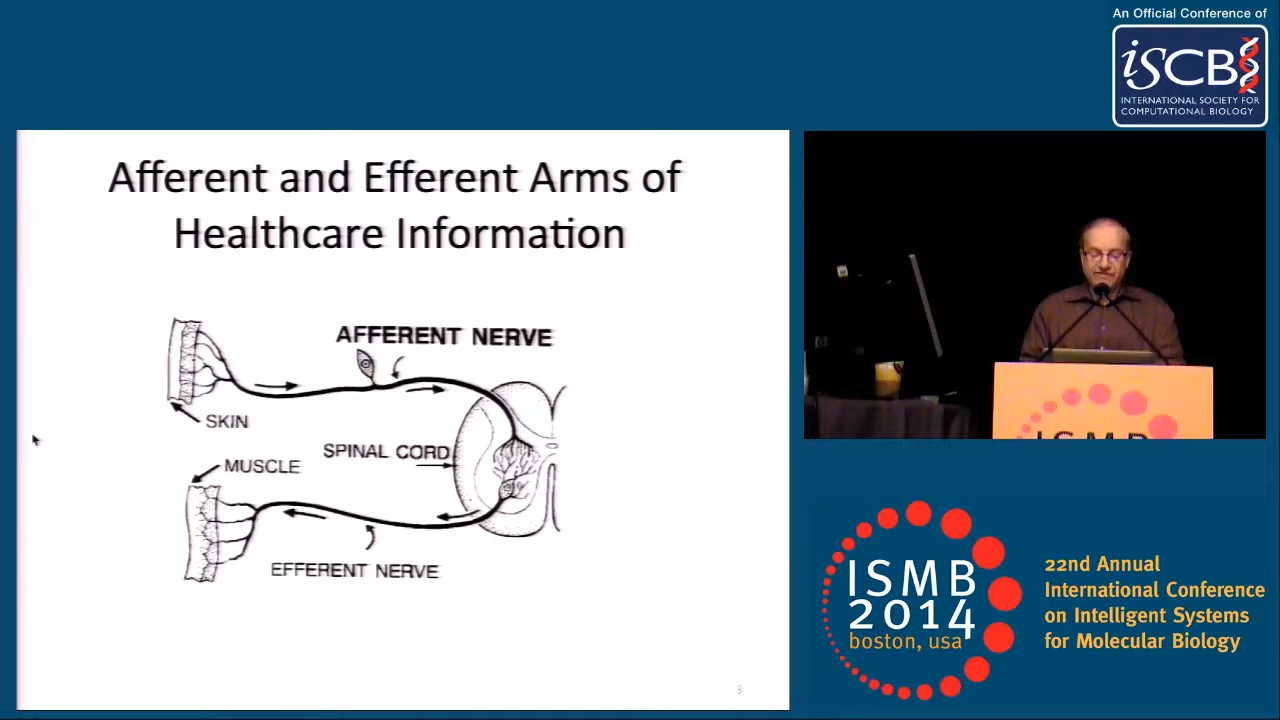 An Official Conference of
iSCB
INTERNATIONAL SOCIETY FOR
COMPUTATIONAL BIOLOGY
Afferent and Efferent Arms of
Healthcare Information
AFFERENT NERVE
SKIN
SPINAL CORD
MUSCLE
EFFERENT NERVE
3
ISMB
ISMB
2014
boston, usa
22nd Annual
International Conference
on Intelligent Systems
for Molecular Biology